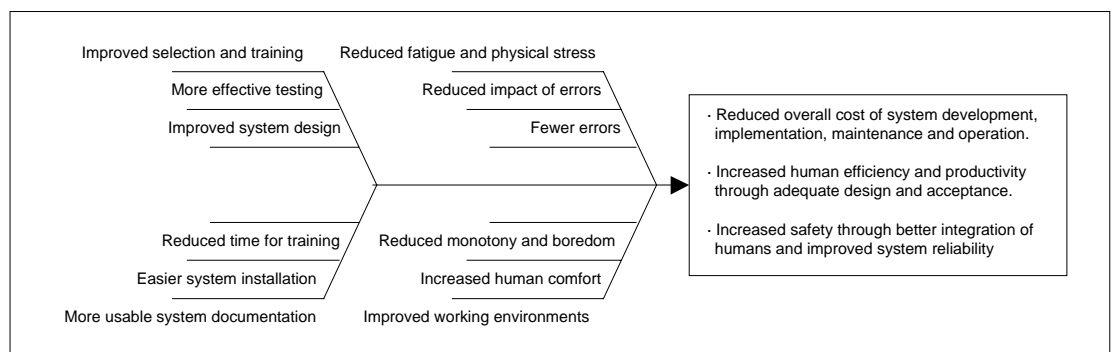 Improved selection and training
More effective testing
Improved system design
Reduced fatigue and physical stress
Reduced impact of errors
Fewer errors
Reduced time for training
Easier system installation
More usable system documentation
Reduced monotony and boredom
Increased human comfort
Improved working environments
· Reduced overall cost of system development,
implementation, maintenance and operation.
· Increased human efficiency and productivity
through adequate design and acceptance.
· Increased safety through better integration of
humans and improved system reliability